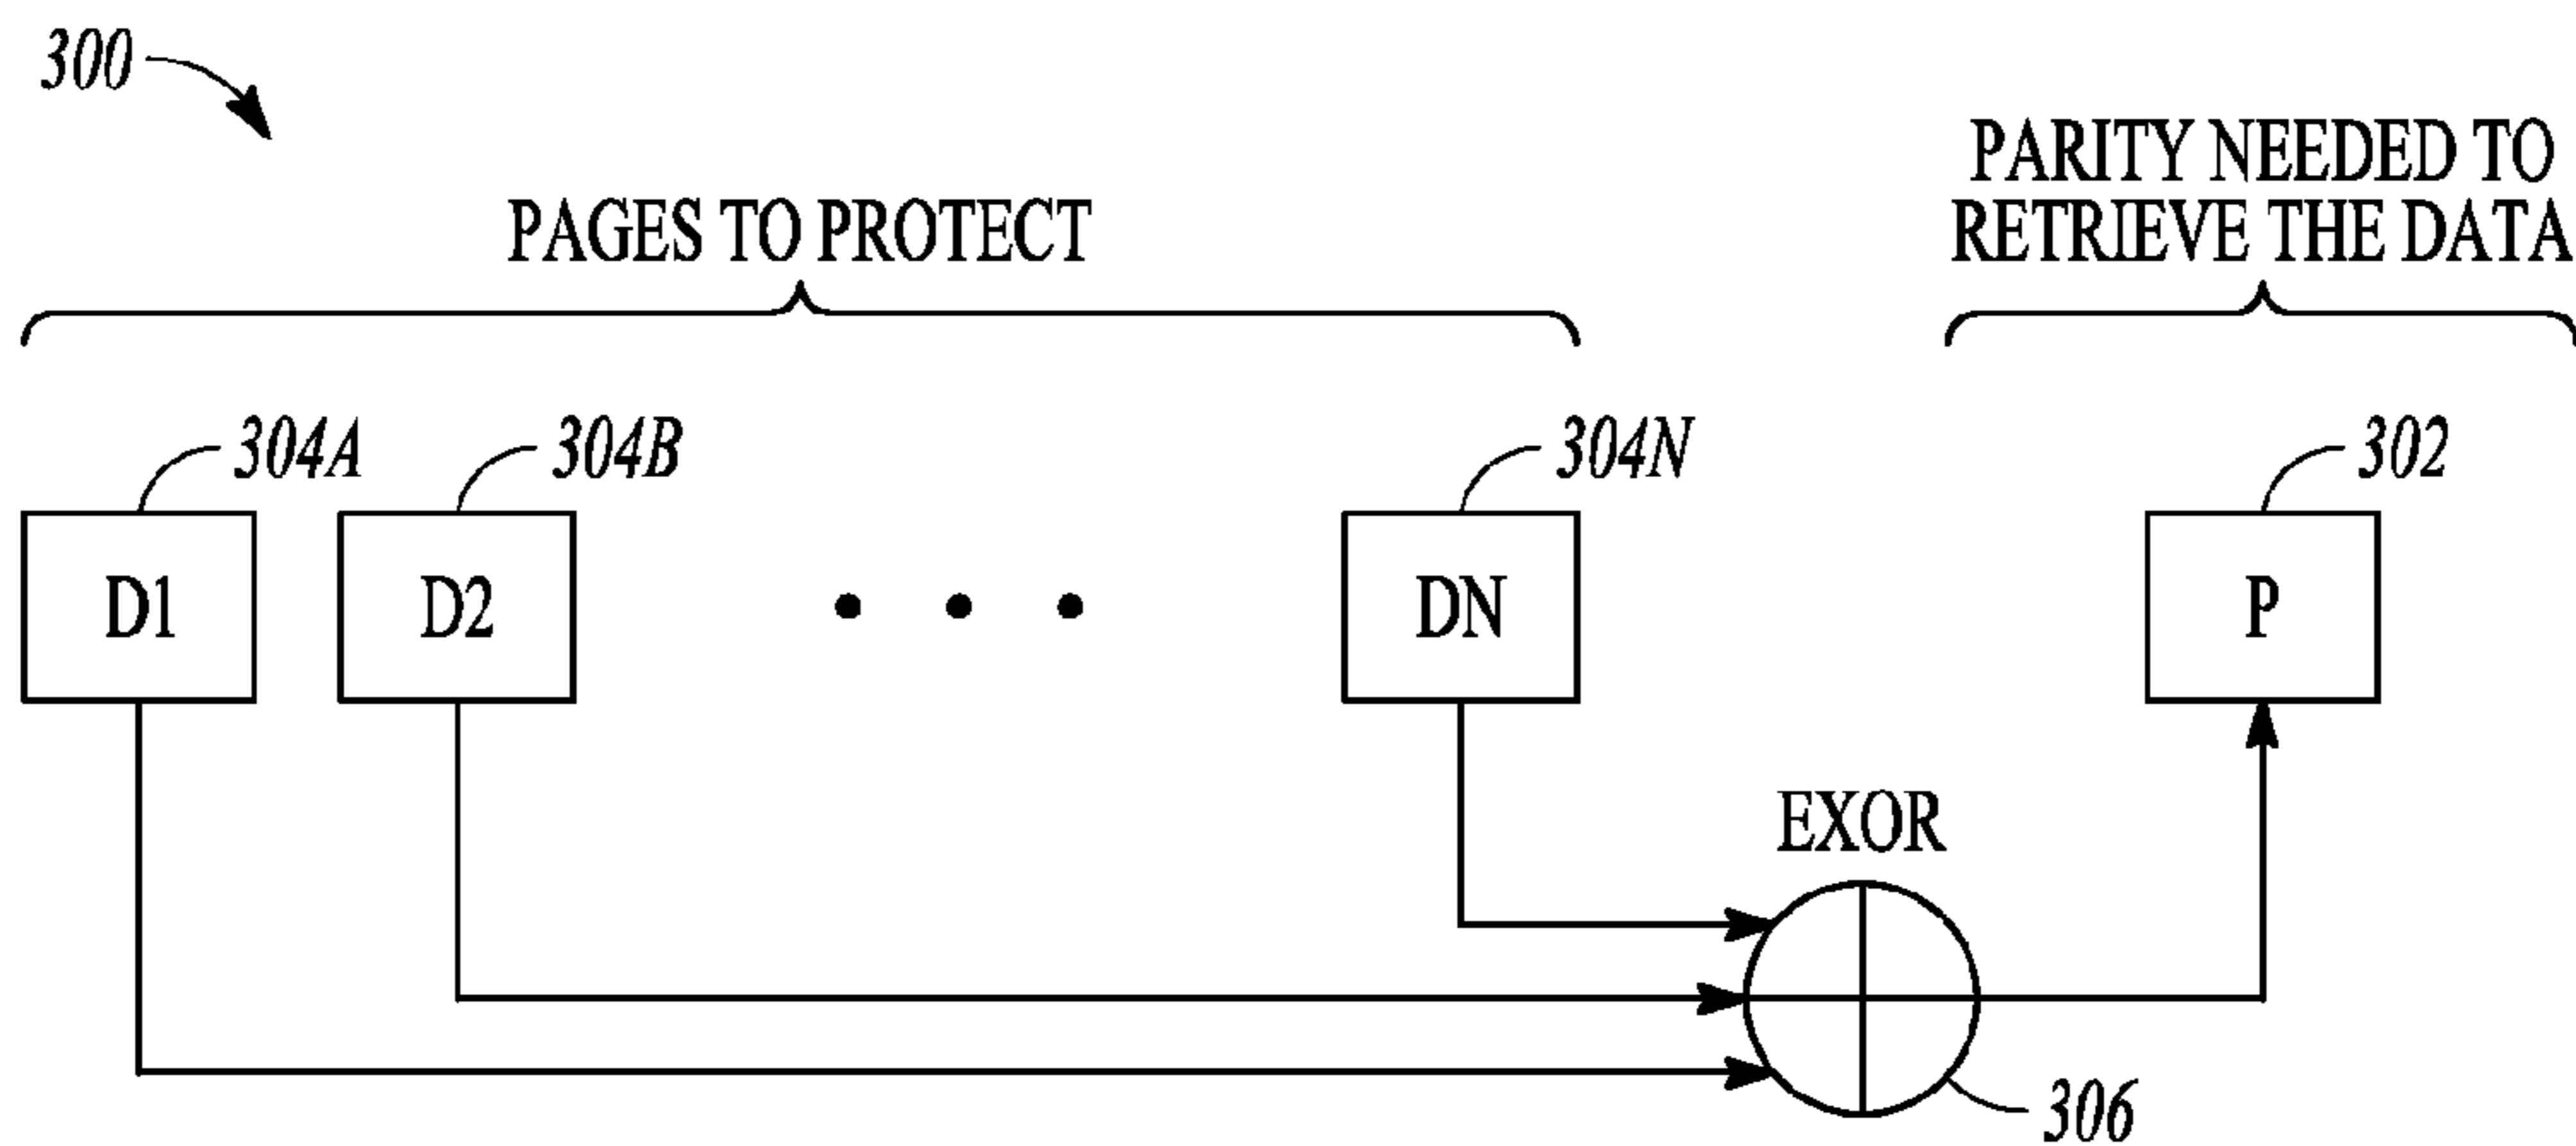 300
PAGES TO PROTECT
PARITY NEEDED TO
RETRIEVE THE DATA
304A
304B
304N
302
D1
D2
DN
P
EXOR
306